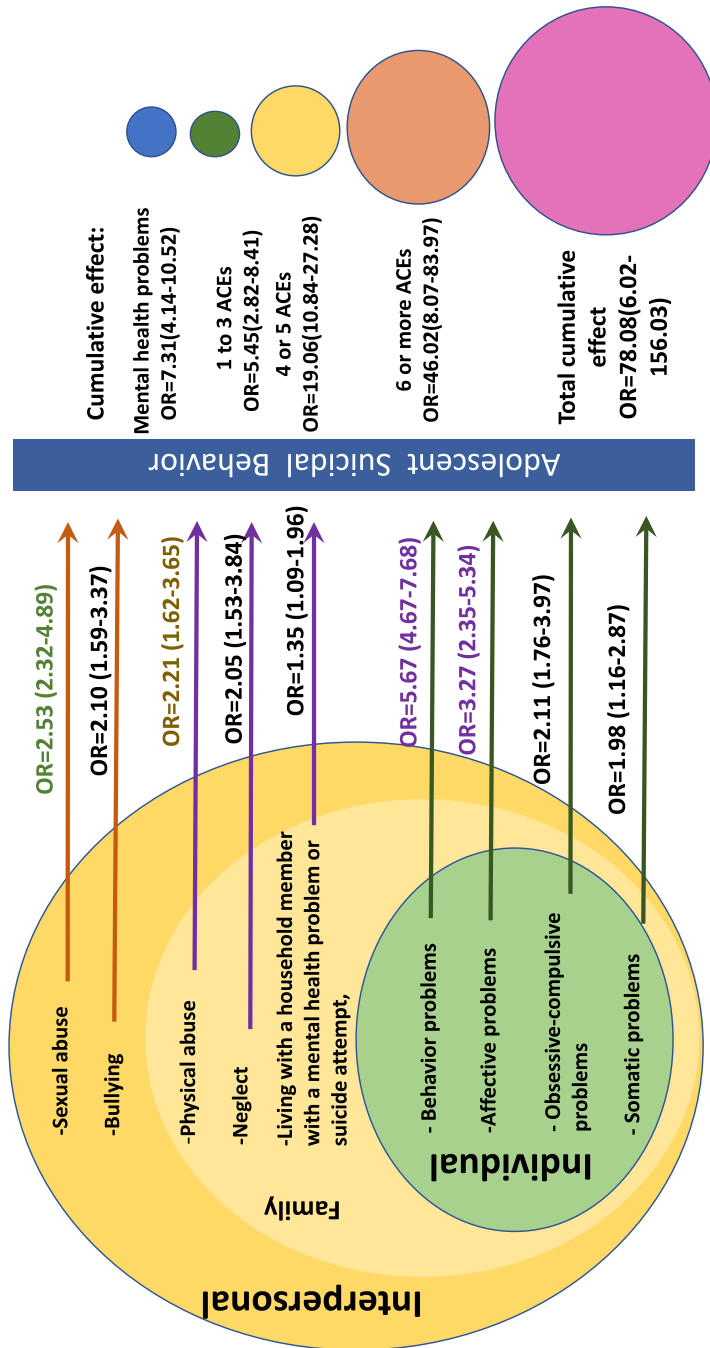 Interpersonal
Family
Individual
-Sexual abuse
-Bullying
-Physical abuse
-Neglect
-Living with a household member
with a mental health problem or
suicide attempt,
- Behavior problems
-Affective problems
- Obsessive-compulsive
problems
- Somatic problems
OR=2.53 (2.32-4.89)
OR=2.10 (1.59-3.37)
OR=2.21 (1.62-3.65)
OR=2.05 (1.53-3.84)
OR=1.35 (1.09-1.96)
OR=5.67 (4.67-7.68)
OR=3.27 (2.35-5.34)
OR=2.11 (1.76-3.97)
OR=1.98 (1.16-2.87)
Adolescent Suicidal Behavior
Cumulative effect:
Mental health problems
OR=7.31(4.14-10.52)
1 to 3 ACEs
OR=5.45(2.82-8.41)
4 or 5 ACEs
OR=19.06(10.84-27.28)
6 or more ACEs
OR=46.02(8.07-83.97)
Total cumulative
effect
OR=78.08(6.02-
156.03)